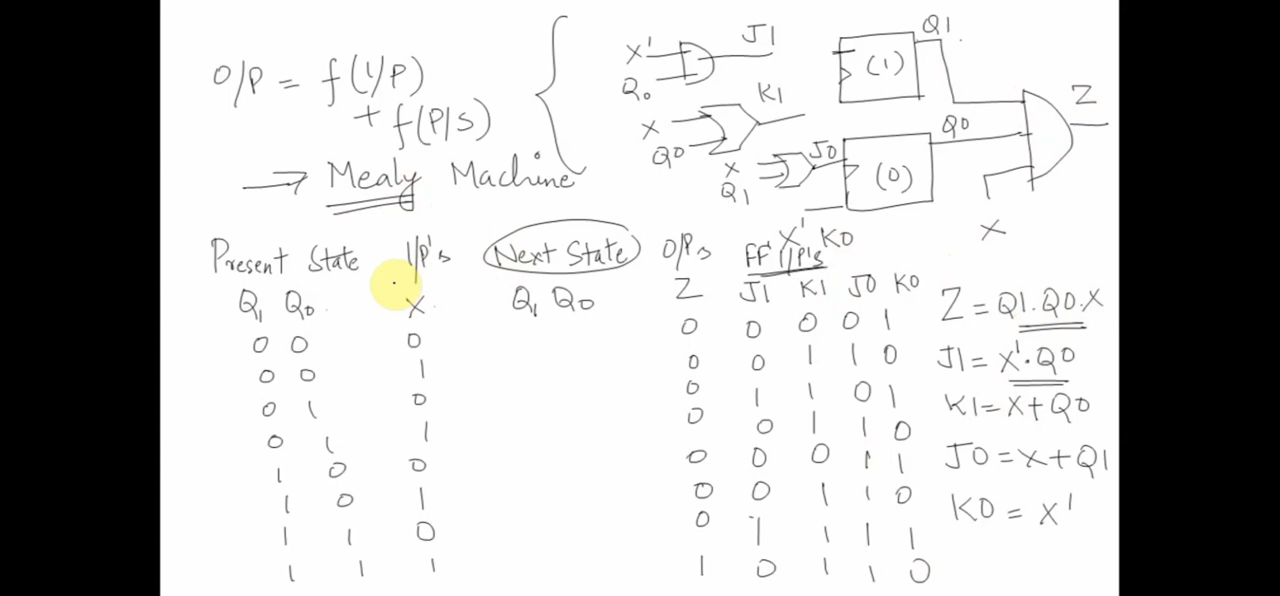 O/P = f(I/P)
+ f(P/S)
→ Mealy Machine
X' J1
Q0
X K1
Q0
X J0
Q1
X' K0
(1) Q1
(0) Q0
Z
X
Present State I/P's Next State O/Ps FF I/P's
Q1 Q0 X Q1 Q0 Z J1 K1 J0 K0
0 0 0 0 0 0 0 1
0 0 1 0 0 1 1 0
0 1 0 0 1 1 0 1
0 1 1 0 0 1 1 0
1 0 0 0 0 0 1 1
1 0 1 0 0 1 1 0
1 1 0 0 1 1 1 1
1 1 1 1 0 1 1 0
Z = Q1.Q0.X
J1 = X'.Q0
K1 = X+Q0
J0 = X+Q1
K0 = X'